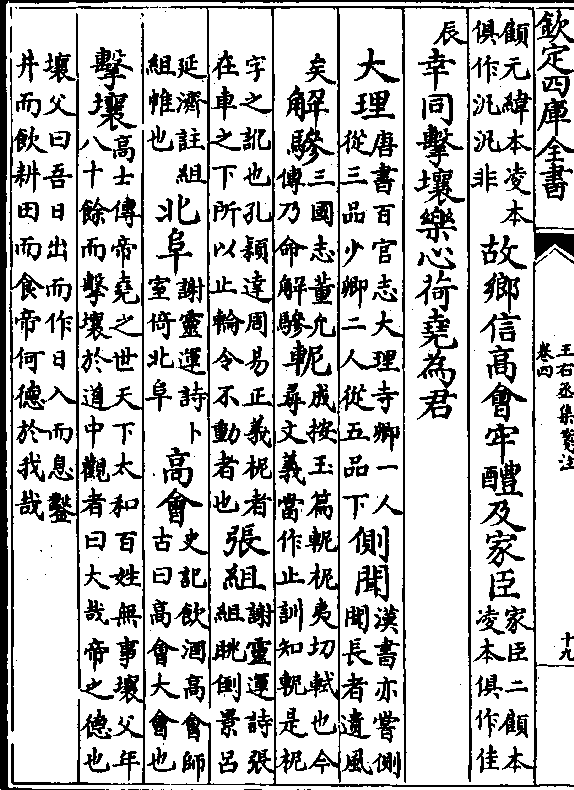 欽定四庫全書
王右丞集箋注
卷四
十九
顧元緯本凌本俱作汎汎非故鄉信高會牢醴及家臣家臣二顧本凌本俱作佳
辰幸同擊壤樂心荷堯為君
大理唐書百官志大理寺卿一人從三品少卿二人從五品下側聞漢書亦嘗側聞長者遺風
矣解驂三國志董允傳乃命解驂𨋗成按玉篇𨋗柅夷切軾也今尋文義當作止訓知𨋗是柅
字之訛也孔穎達周易正義柅者在車之下所以止輪令不動者也張組謝靈運詩張組眺倒景呂
延濟註組組帷也北阜謝靈運詩卜室倚北阜高會史記飲酒高會師古曰高會大會也
擊壤高士傳帝堯之世天下太和百姓無事壤父年八十餘而擊壤於道中觀者曰大哉帝之德也
壤父曰吾日出而作日入而息鑿井而飲耕田而食帝何德於我哉